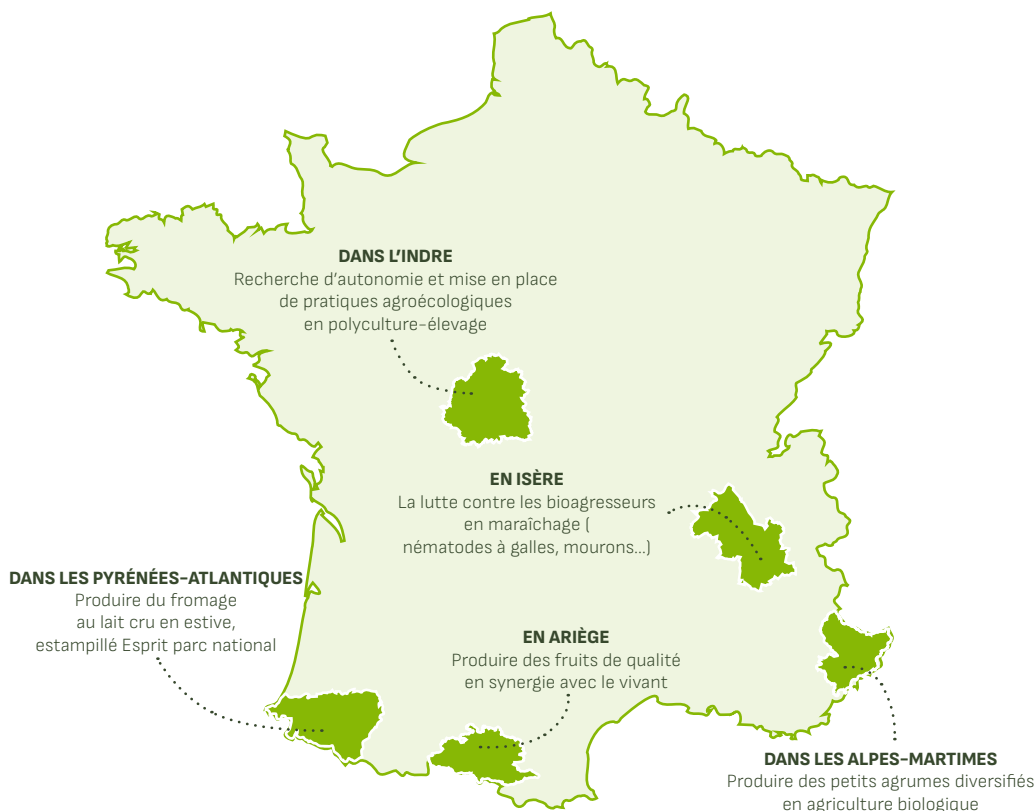 DANS L'INDRE
Recherche d'autonomie et mise en place
de pratiques agroécologiques
en polyculture-élevage
EN ISÈRE
La lutte contre les bioagresseurs
en maraîchage (
nématodes à galles, mourons...)
DANS LES PYRÉNÉES-ATLANTIQUES
Produire du fromage
au lait cru en estive,
estampillé Esprit parc national
EN ARIÈGE
Produire des fruits de qualité
en synergie avec le vivant
DANS LES ALPES-MARTIMES
Produire des petits agrumes diversifiés
en agriculture biologique